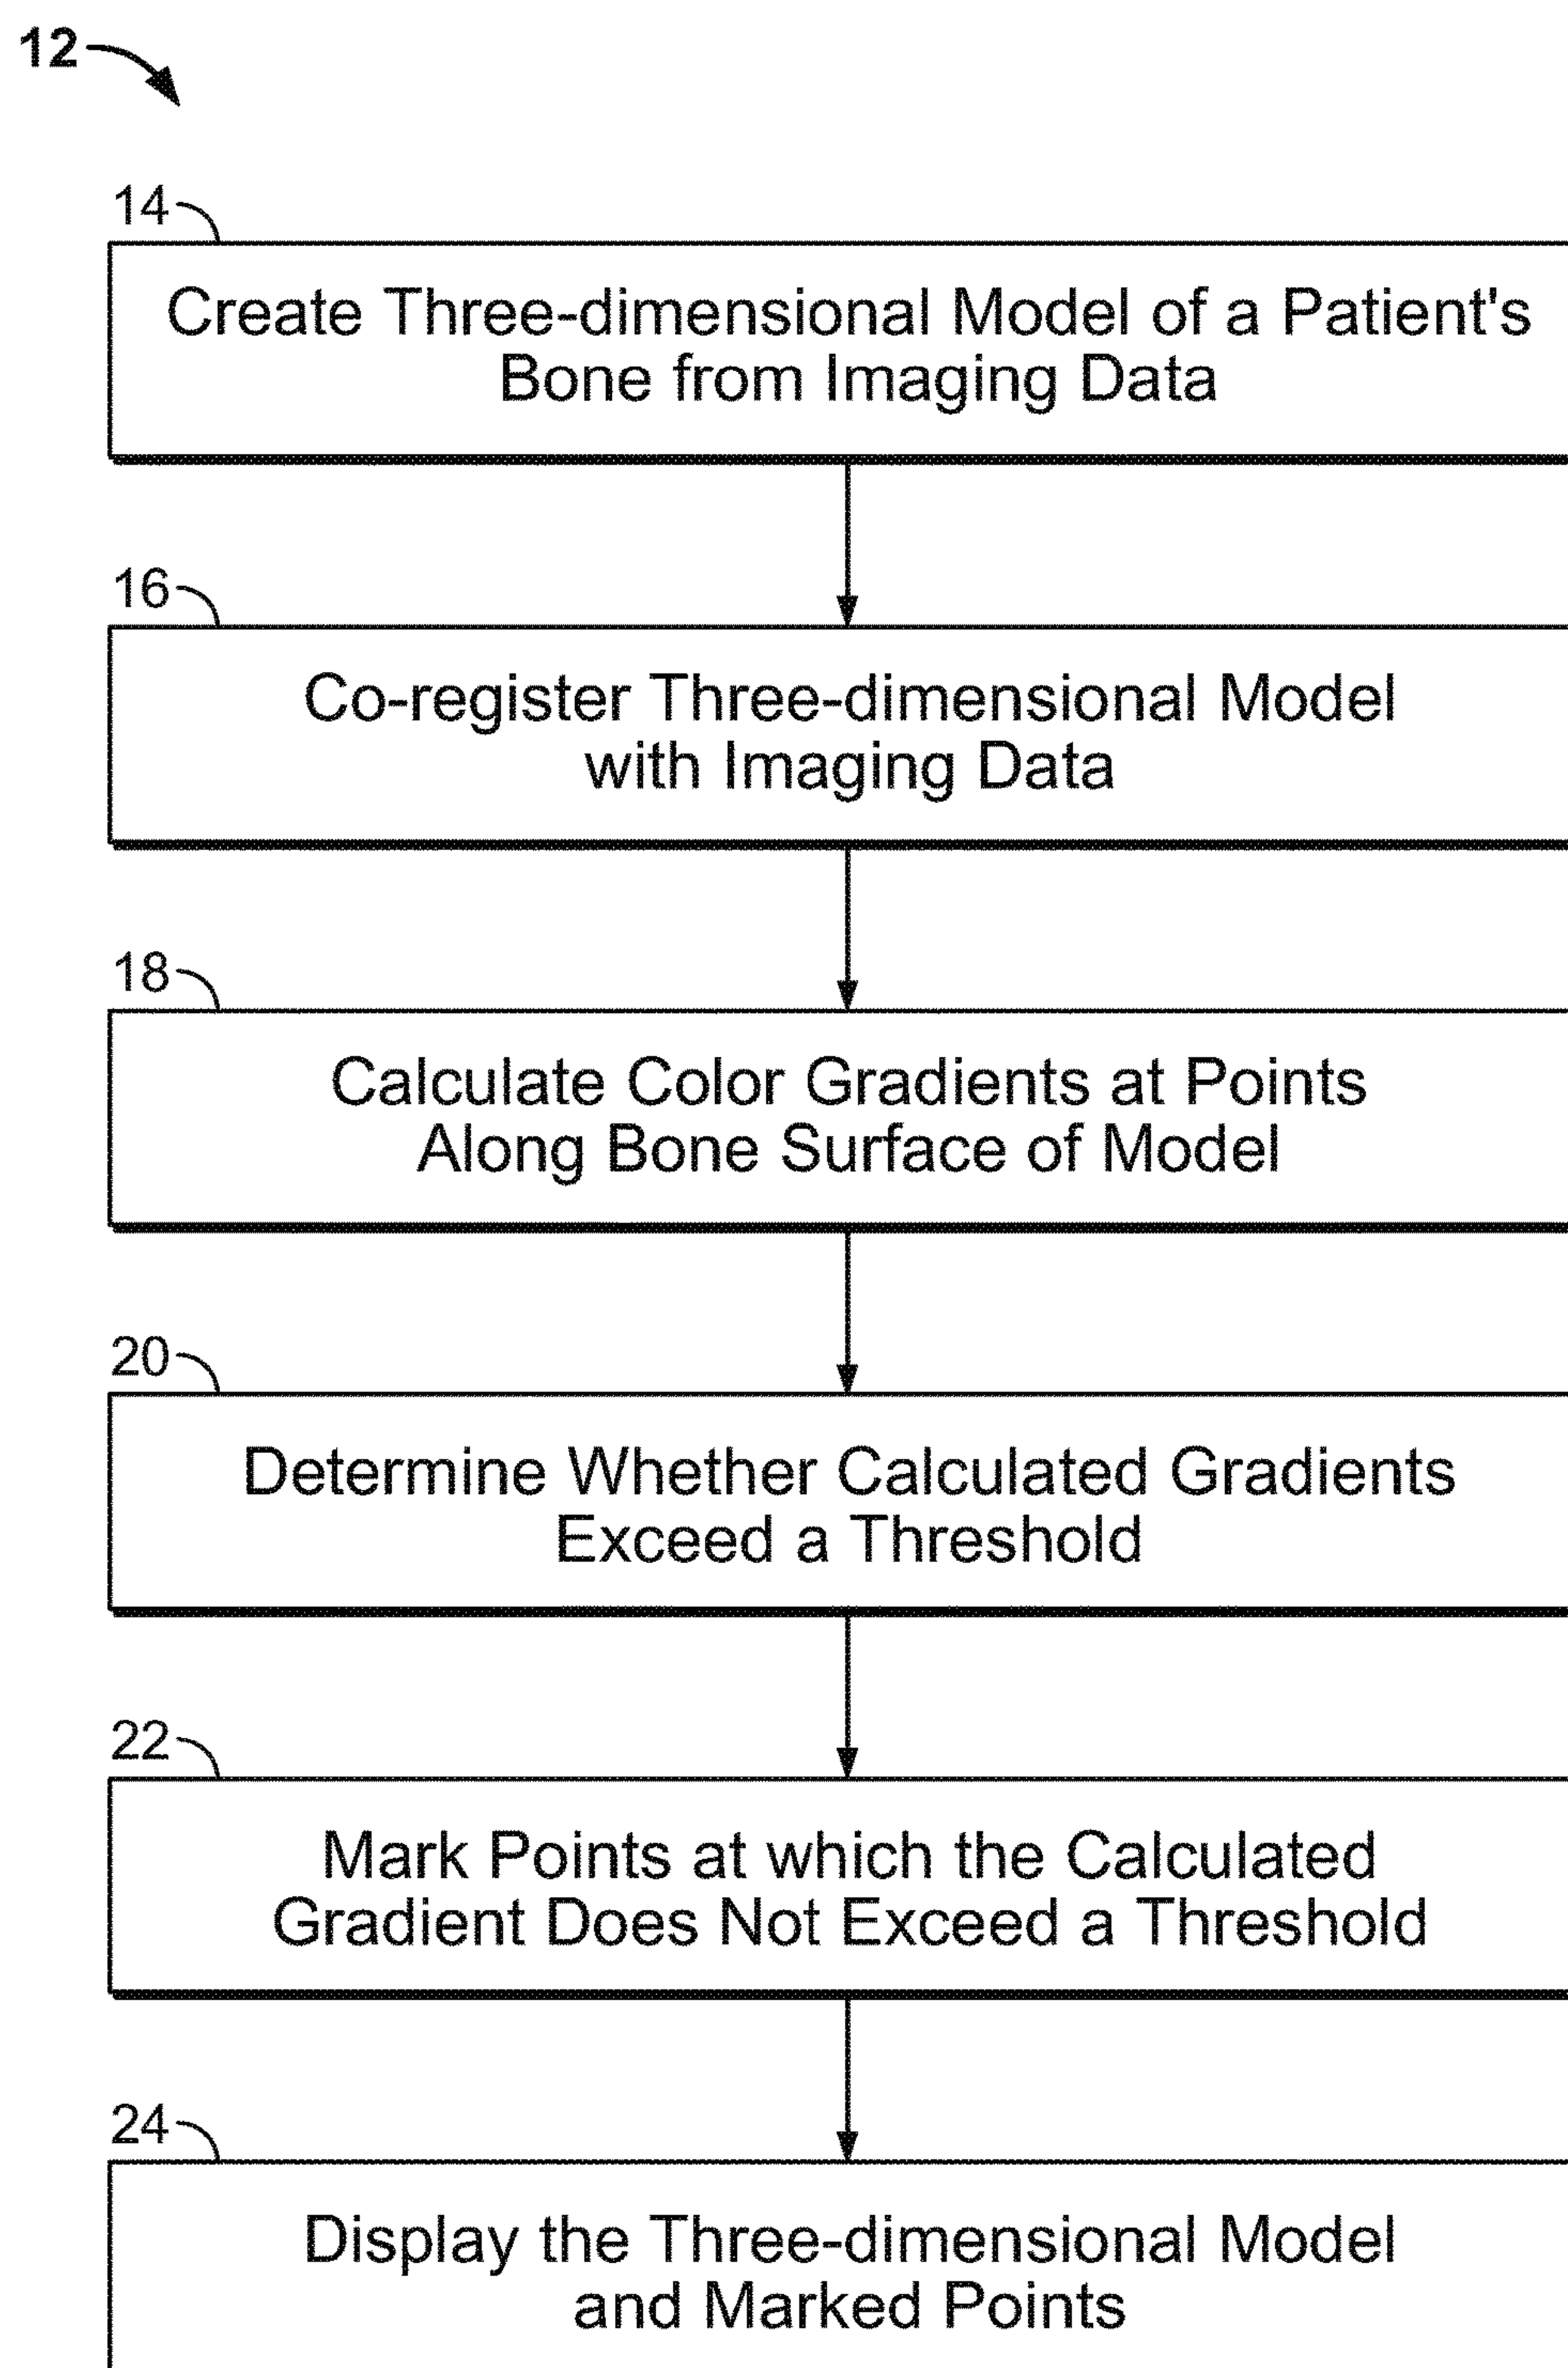 12
14
Create Three-dimensional Model of a Patient's
Bone from Imaging Data
16
Co-register Three-dimensional Model
with Imaging Data
18
Calculate Color Gradients at Points
Along Bone Surface of Model
20
Determine Whether Calculated Gradients
Exceed a Threshold
22
Mark Points at which the Calculated
Gradient Does Not Exceed a Threshold
24
Display the Three-dimensional Model
and Marked Points